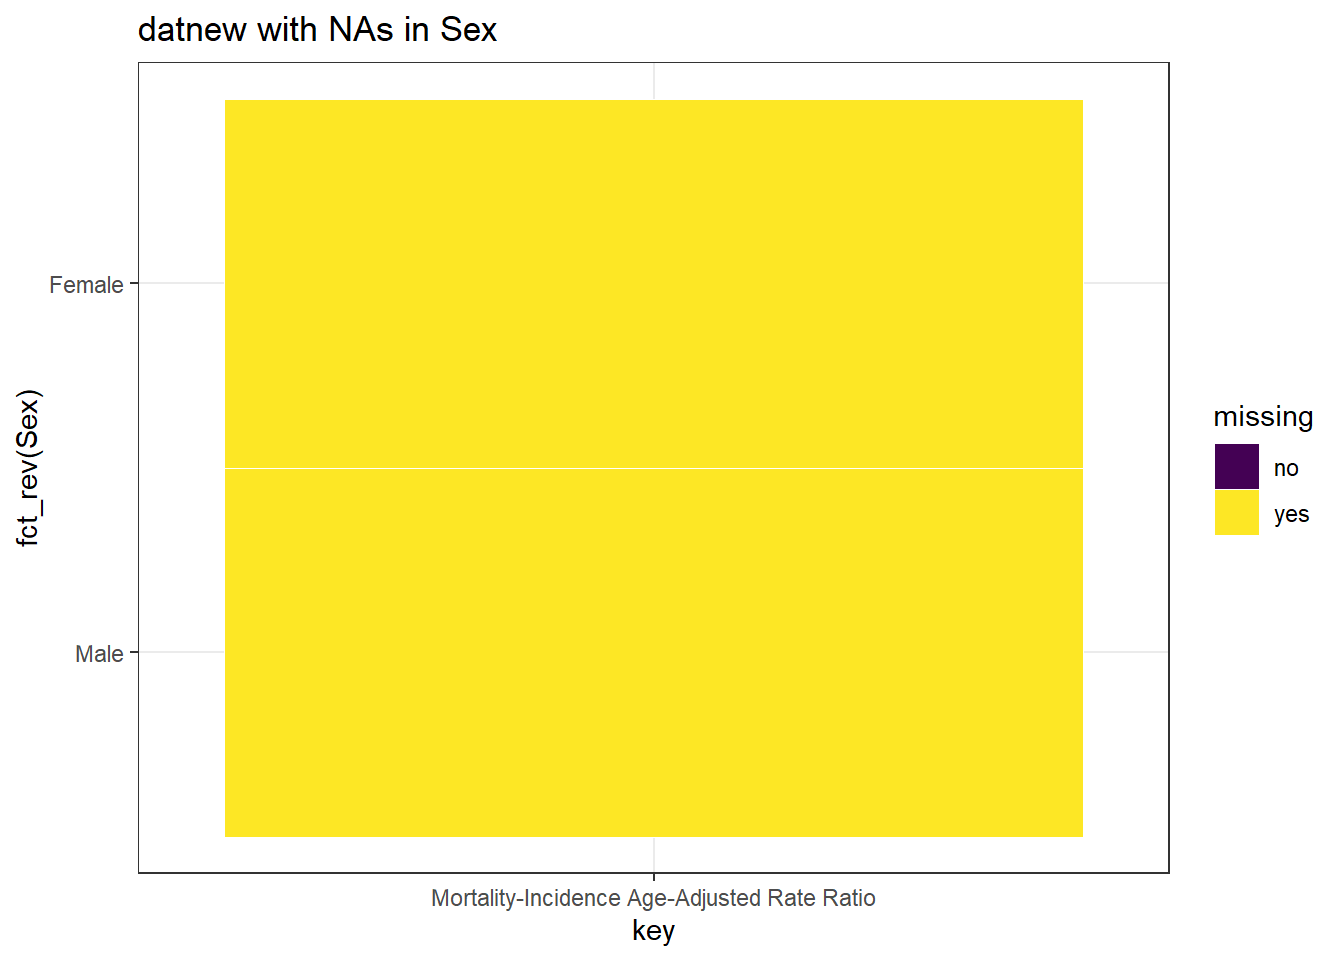 datnew with NAs in Sex
Female
Male
fct_rev(Sex)
Mortality-Incidence Age-Adjusted Rate Ratio
key
missing
no
yes